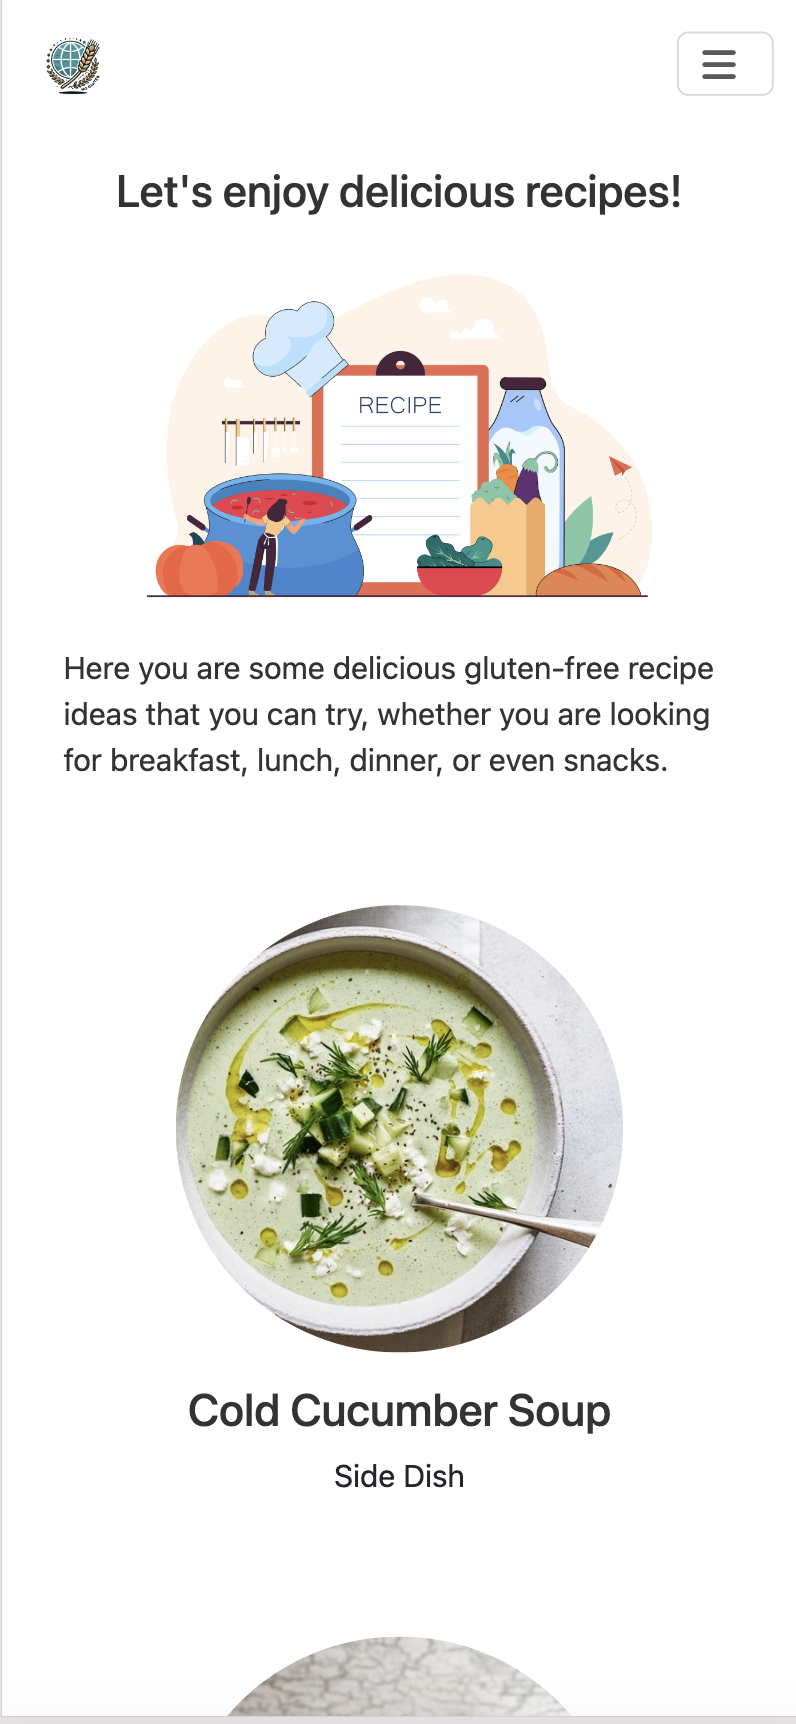 Let's enjoy delicious recipes!
RECIPE
Here you are some delicious gluten-free recipe
ideas that you can try, whether you are looking
for breakfast, lunch, dinner, or even snacks.
Cold Cucumber Soup
Side Dish